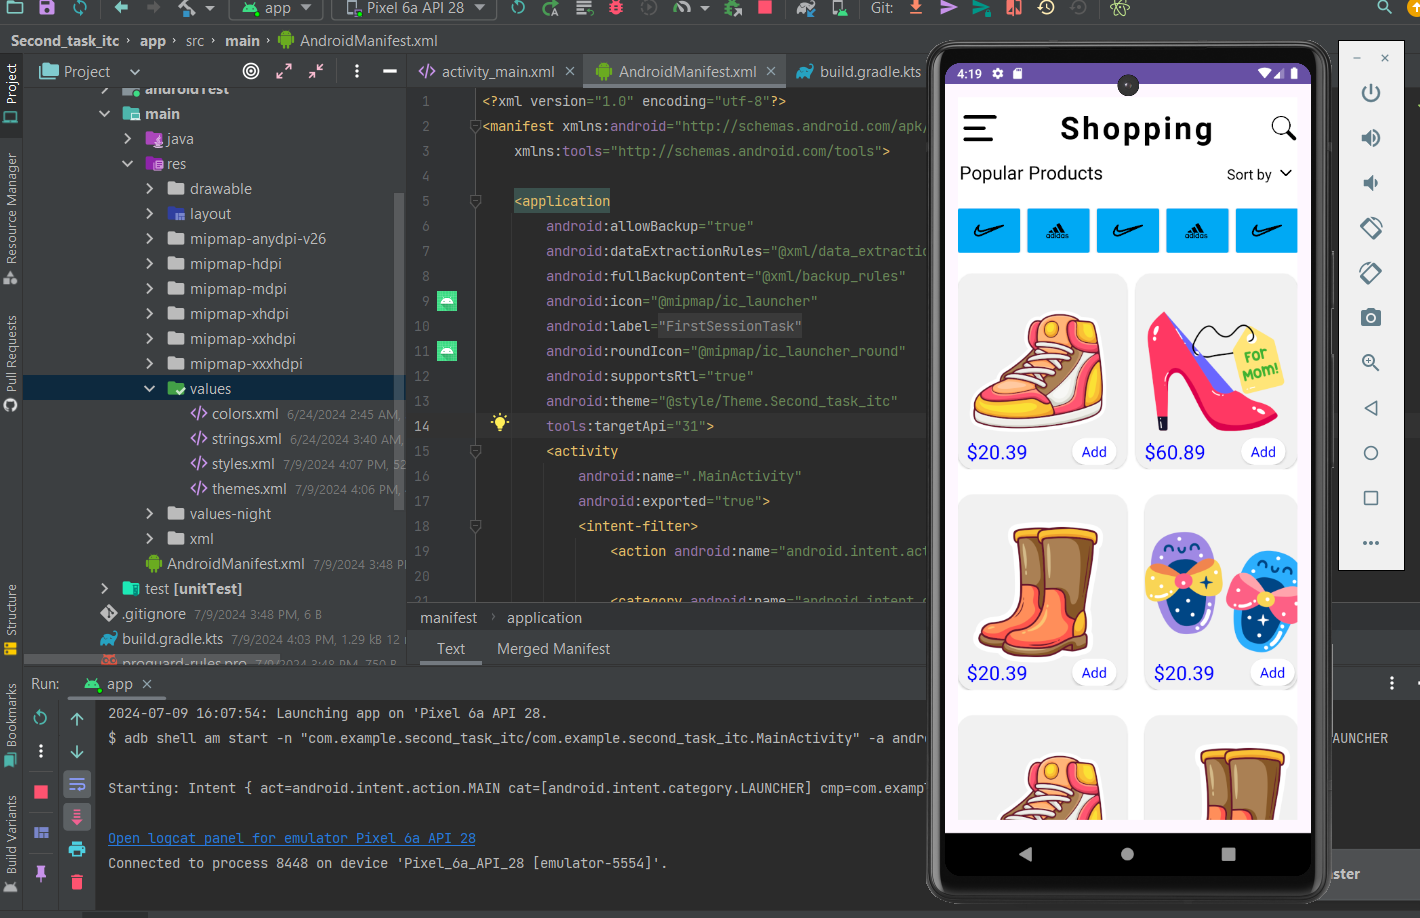 app
Pixel 6a API 28
Git:
Second_task_itc
app
src
main
AndroidManifest.xml
Project
activity_main.xml
AndroidManifest.xml
build.gradle.kts
Project
Resource Manager
Pull Requests
Structure
Bookmarks
Build Variants
androidTest
main
java
res
drawable
layout
mipmap-anydpi-v26
mipmap-hdpi
mipmap-mdpi
mipmap-xhdpi
mipmap-xxhdpi
mipmap-xxxhdpi
values
colors.xml 6/24/2024 2:45 AM,
strings.xml 6/24/2024 3:40 AM,
styles.xml 7/9/2024 4:07 PM, 52
themes.xml 7/9/2024 4:06 PM,
values-night
xml
AndroidManifest.xml 7/9/2024 3:48 P
test [unitTest]
.gitignore 7/9/2024 3:48 PM, 6 B
build.gradle.kts 7/9/2024 4:03 PM, 1.29 kB 12
proguard-rules.pro 7/9/2024 3:48 PM, 750 B
1 <?xml version="1.0" encoding="utf-8"?>
2 <manifest xmlns:android="http://schemas.android.com/apk/
3 xmlns:tools="http://schemas.android.com/tools">
4
5 <application
6 android:allowBackup="true"
7 android:dataExtractionRules="@xml/data_extractio
8 android:fullBackupContent="@xml/backup_rules"
9 android:icon="@mipmap/ic_launcher"
10 android:label="FirstSessionTask"
11 android:roundIcon="@mipmap/ic_launcher_round"
12 android:supportsRtl="true"
13 android:theme="@style/Theme.Second_task_itc"
14 tools:targetApi="31">
15 <activity
16 android:name=".MainActivity"
17 android:exported="true">
18 <intent-filter>
19 <action android:name="android.intent.act
20
21 <category android:name="android.intent.c
manifest
application
Text
Merged Manifest
Run:
app
2024-07-09 16:07:54: Launching app on 'Pixel 6a API 28.
$ adb shell am start -n "com.example.second_task_itc/com.example.second_task_itc.MainActivity" -a andro
AUNCHER
Starting: Intent { act=android.intent.action.MAIN cat=[android.intent.category.LAUNCHER] cmp=com.exampl
Open logcat panel for emulator Pixel 6a API 28
Connected to process 8448 on device 'Pixel_6a_API_28 [emulator-5554]'.
4:19
Shopping
Popular Products
Sort by
adidas
adidas
FOR
MOM!
$20.39
Add
$60.89
Add
$20.39
Add
$20.39
Add
ster